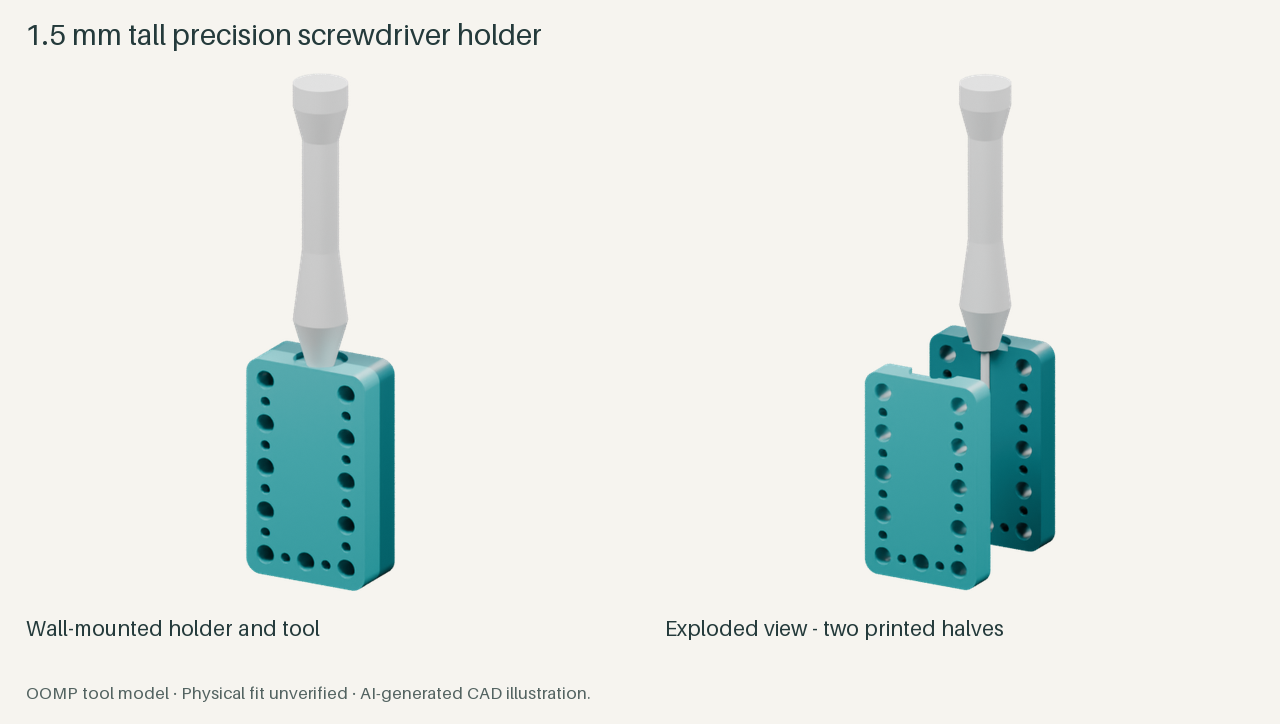 1.5 mm tall precision screwdriver holder
Wall-mounted holder and tool
Exploded view - two printed halves
OOMP tool model · Physical fit unverified · AI-generated CAD illustration.